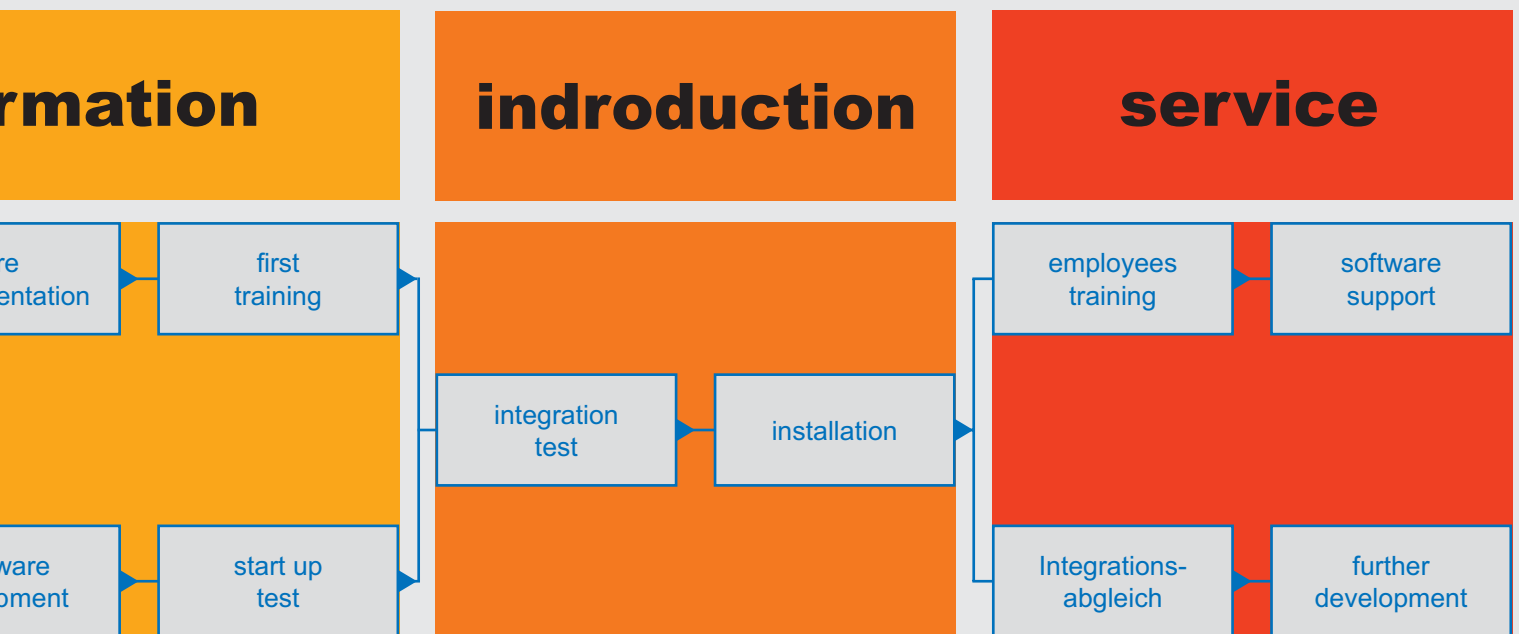 rmation
indroduction
service
re
entation
first
training
employees
training
software
support
integration
test
installation
ware
pment
start up
test
Integrations-
abgleich
further
development